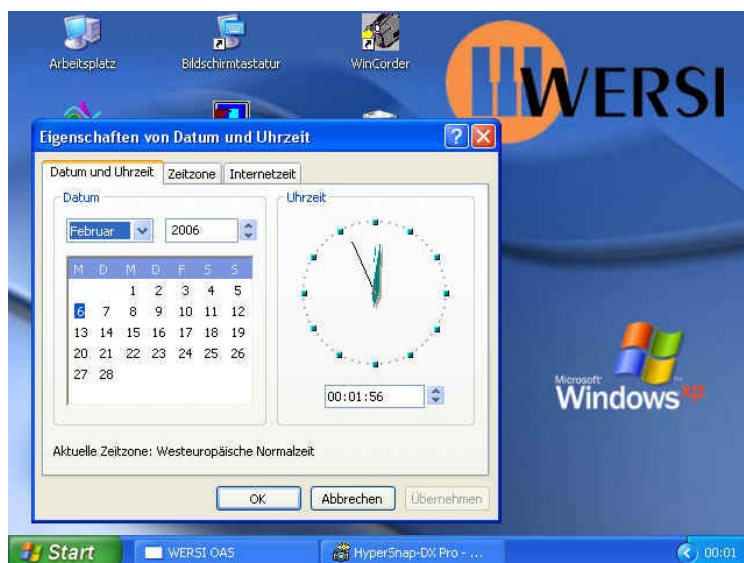 Arbeitsplatz
Bildschirmtastatur
WinCorder
WERSI
Eigenschaften von Datum und Uhrzeit
Datum und Uhrzeit
Zeitzone
Internetzeit
Datum
Uhrzeit
Februar
2006
M D M D F S S
1 2 3 4 5
6 7 8 9 10 11 12
13 14 15 16 17 18 19
20 21 22 23 24 25 26
27 28
00:01:56
Microsoft
Windows xp
Aktuelle Zeitzone: Westeuropäische Normalzeit
OK
Abbrechen
Übernehmen
Start
WERSI OAS
HyperSnap-DX Pro - ...
00:01